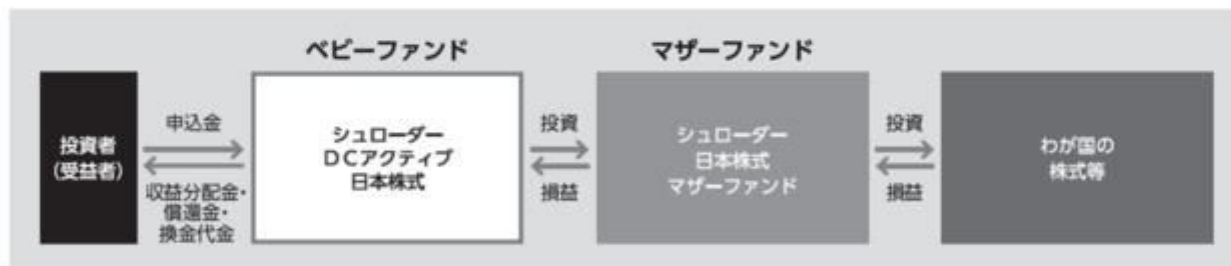 ベビーファンド
マザーファンド
投資者
(受益者)
申込金
収益分配金・
償還金・
換金代金
シュローダー
DCアクティブ
日本株式
投資
損益
シュローダー
日本株式
マザーファンド
投資
損益
わが国の
株式等